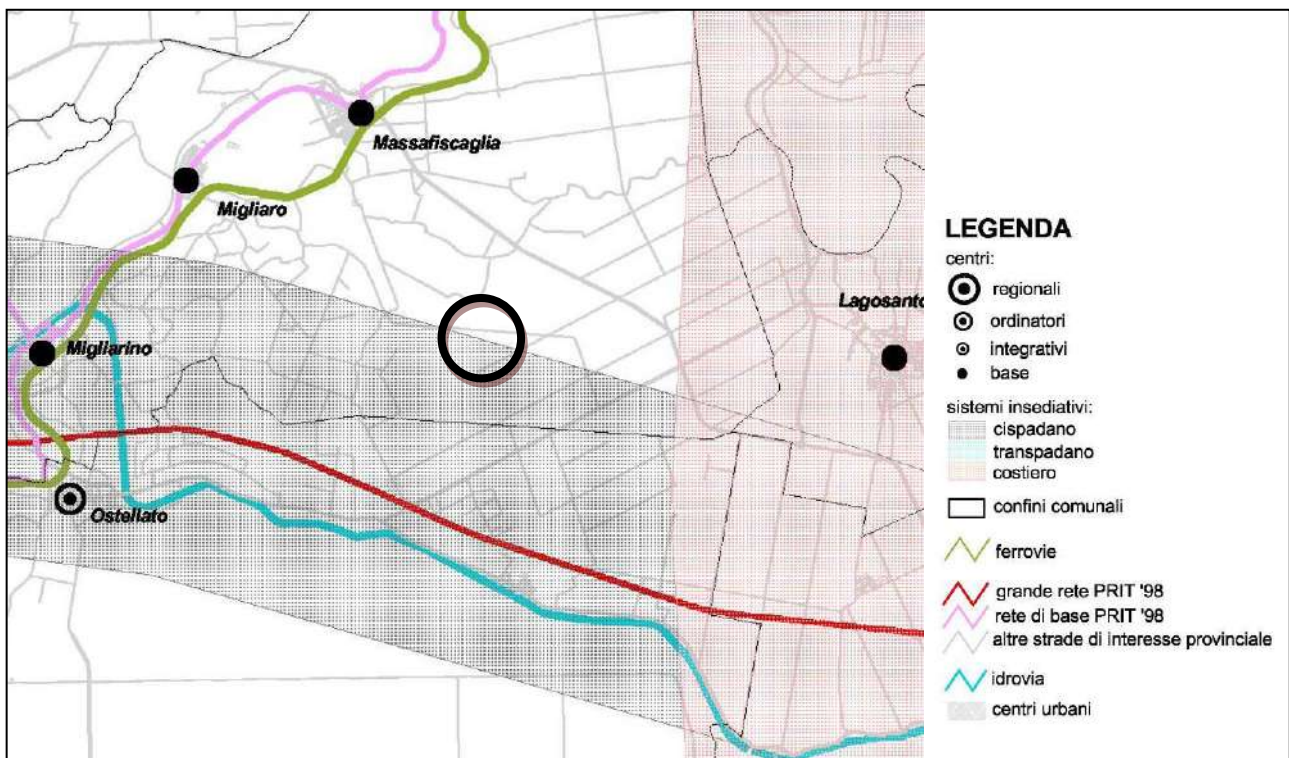 Massafiscaglia
Migliaro
Migliarino
Lagosanto
Ostellato
LEGENDA
centri:
regionali
ordinatori
integrativi
base
sistemi insediativi:
cispadano
transpadano
costiero
confini comunali
ferrovie
grande rete PRIT '98
rete di base PRIT '98
altre strade di interesse provinciale
idrovia
centri urbani